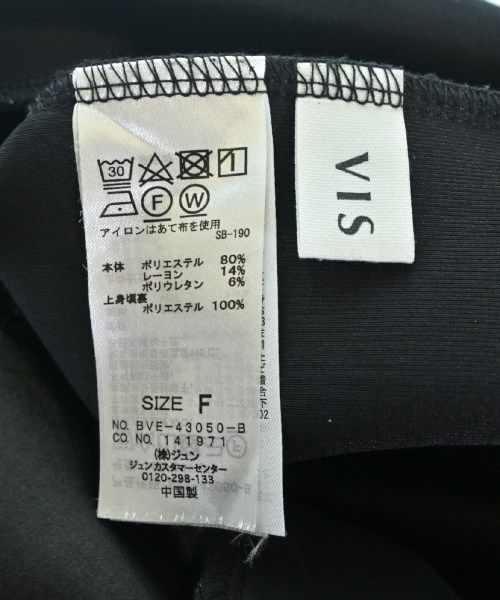 30
F W
アイロンはあて布を使用
SB-190
本体 ポリエステル 80%
レーヨン 14%
ポリウレタン 6%
上身頃裏
ポリエステル 100%
SIZE F
NO. BVE-43050-B
CO. NO. 141971
(株)ジュン
ジュンカスタマーセンター
0120-298-133
中国製
VIS